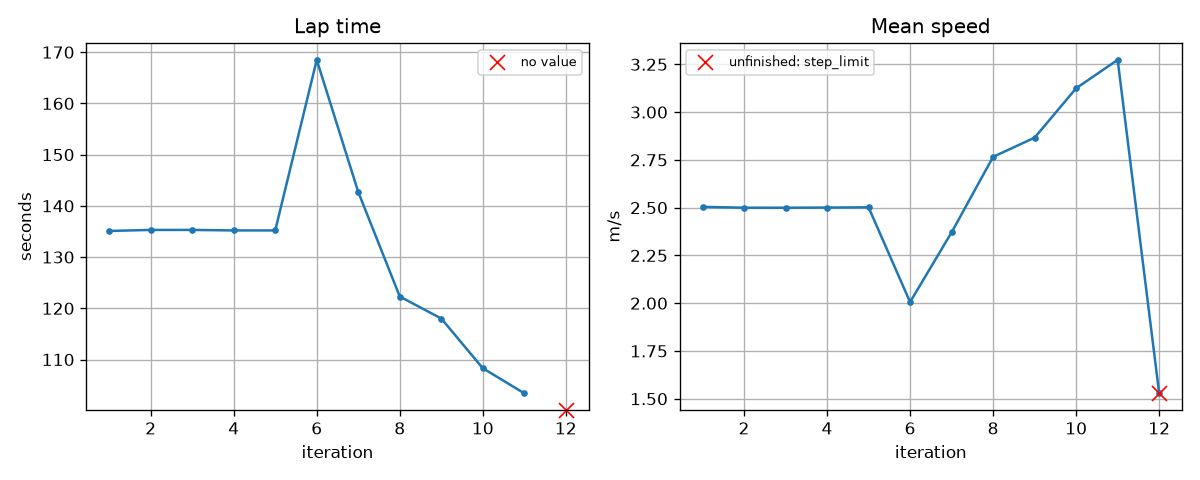 Lap time
no value
170
160
150
140
130
120
110
seconds
2 4 6 8 10 12
iteration
Mean speed
unfinished: step_limit
3.25
3.00
2.75
2.50
2.25
2.00
1.75
1.50
m/s
2 4 6 8 10 12
iteration